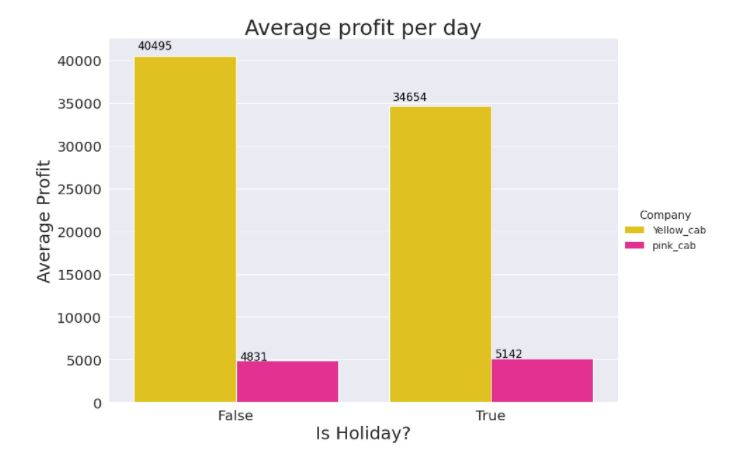 Average profit per day
40495
34654
4831
5142
40000
35000
30000
25000
20000
15000
10000
5000
0
Average Profit
False
True
Is Holiday?
Company
Yellow_cab
pink_cab